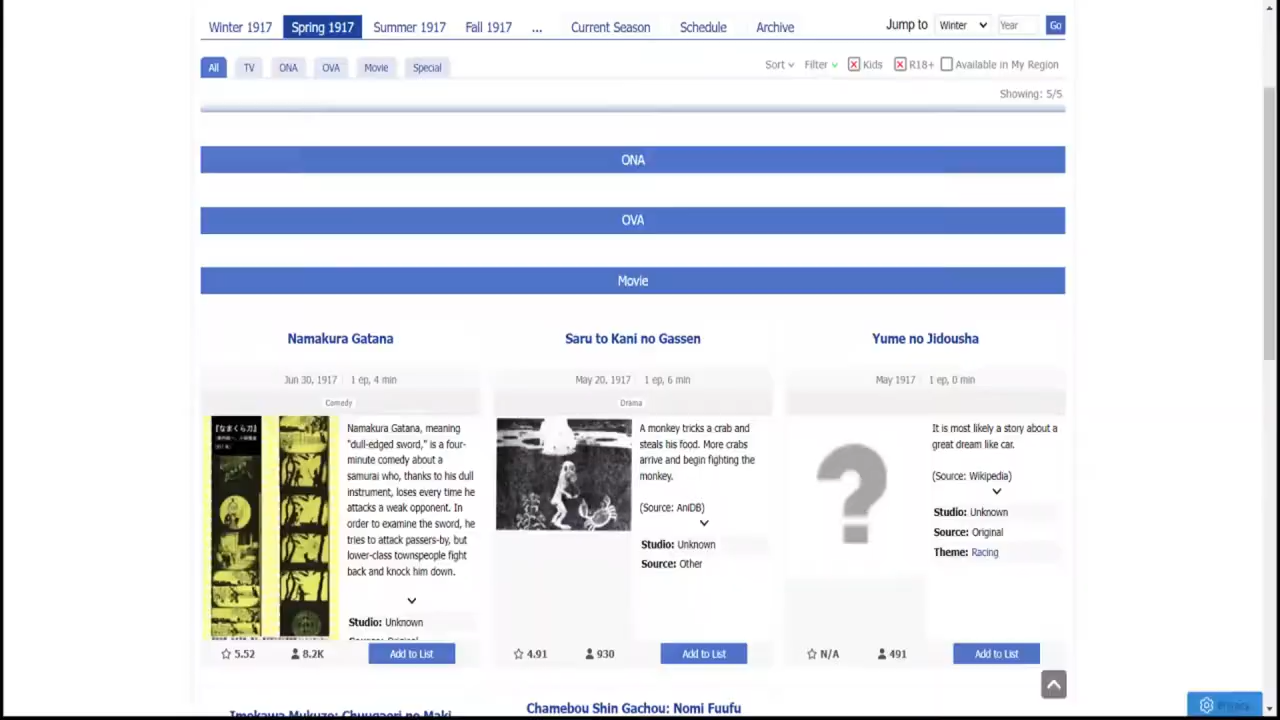 Winter 1917 Spring 1917 Summer 1917 Fall 1917 ... Current Season Schedule Archive Jump to Winter Year Go
All TV ONA OVA Movie Special Sort Filter Kids R18+ Available in My Region
Showing: 5/5
ONA
OVA
Movie
Namakura Gatana
Jun 30, 1917 1 ep, 4 min
Comedy
Namakura Gatana, meaning
"dull-edged sword," is a four-
minute comedy about a
samurai who, thanks to his dull
instrument, loses every time he
attacks a weak opponent. In
order to examine the sword, he
tries to attack passers-by, but
lower-class townspeople fight
back and knock him down.
Studio: Unknown
Source: Original
5.52 8.2K Add to List
Saru to Kani no Gassen
May 20, 1917 1 ep, 6 min
Drama
A monkey tricks a crab and
steals his food. More crabs
arrive and begin fighting the
monkey.
(Source: AniDB)
Studio: Unknown
Source: Other
4.91 930 Add to List
Yume no Jidousha
May 1917 1 ep, 0 min
It is most likely a story about a
great dream like car.
(Source: Wikipedia)
Studio: Unknown
Source: Original
Theme: Racing
N/A 491 Add to List
Imokawa Mukuzo: Chuugaeri no Maki
Chamebou Shin Gachou: Nomi Fuufu
Privacy